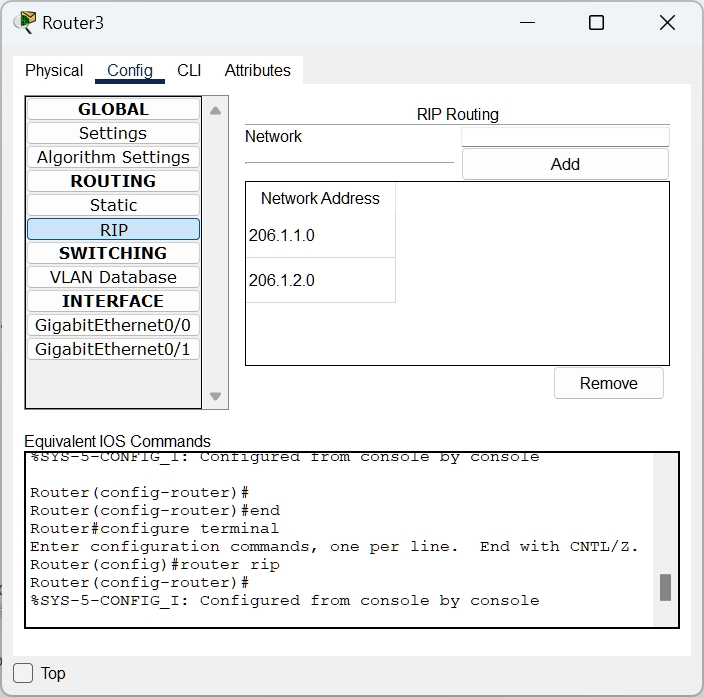 Router3
Physical Config CLI Attributes
GLOBAL
Settings
Algorithm Settings
ROUTING
Static
RIP
SWITCHING
VLAN Database
INTERFACE
GigabitEthernet0/0
GigabitEthernet0/1
RIP Routing
Network
Add
Network Address
206.1.1.0
206.1.2.0
Remove
Equivalent IOS Commands
%SYS-5-CONFIG_I: Configured from console by console
Router(config-router)#
Router(config-router)#end
Router#configure terminal
Enter configuration commands, one per line.  End with CNTL/Z.
Router(config)#router rip
Router(config-router)#
%SYS-5-CONFIG_I: Configured from console by console
Top